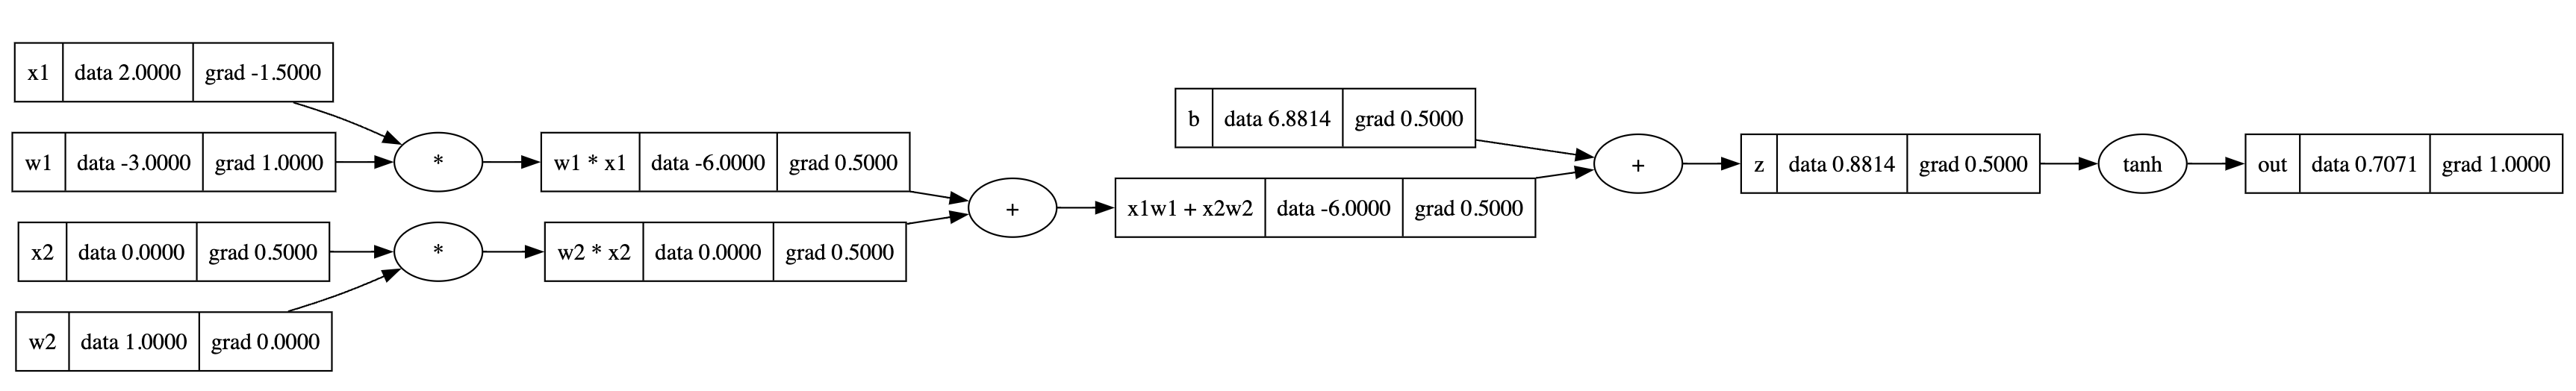 x1 data 2.0000 grad -1.5000
w1 data -3.0000 grad 1.0000
*
w1 * x1 data -6.0000 grad 0.5000
x2 data 0.0000 grad 0.5000
*
w2 * x2 data 0.0000 grad 0.5000
w2 data 1.0000 grad 0.0000
+
b data 6.8814 grad 0.5000
x1w1 + x2w2 data -6.0000 grad 0.5000
+
z data 0.8814 grad 0.5000
tanh
out data 0.7071 grad 1.0000